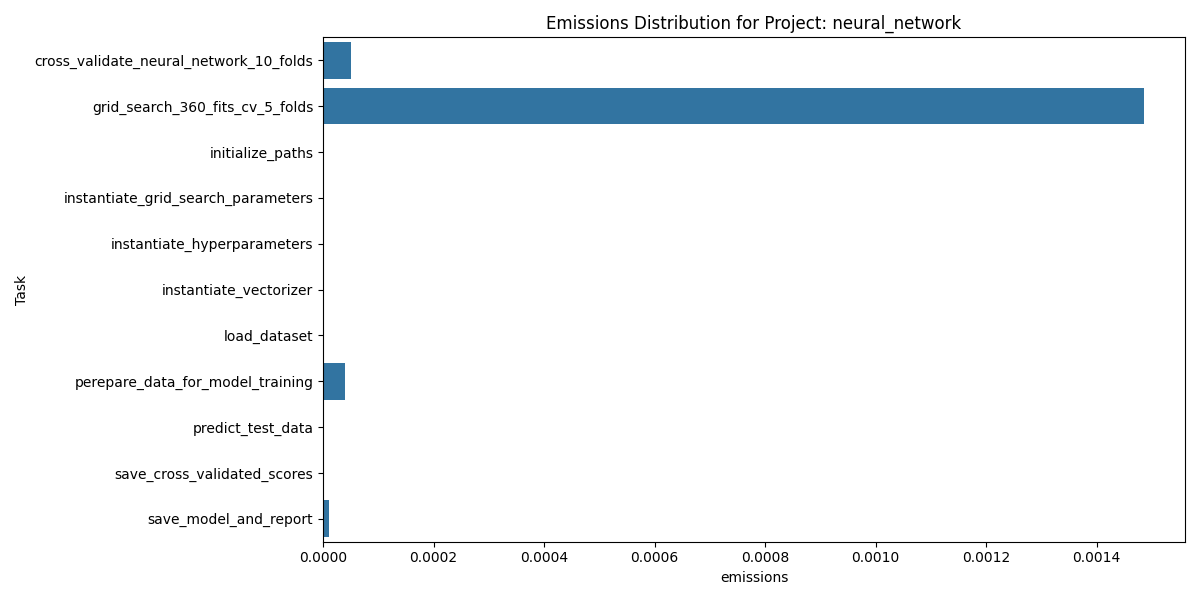 Emissions Distribution for Project: neural_network
Task
cross_validate_neural_network_10_folds
grid_search_360_fits_cv_5_folds
initialize_paths
instantiate_grid_search_parameters
instantiate_hyperparameters
instantiate_vectorizer
load_dataset
perepare_data_for_model_training
predict_test_data
save_cross_validated_scores
save_model_and_report
0.0000 0.0002 0.0004 0.0006 0.0008 0.0010 0.0012 0.0014
emissions